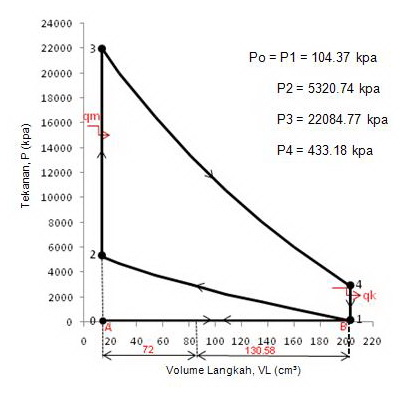 24000
22000
20000
18000
16000
14000
12000
10000
8000
6000
4000
2000
0
Tekanan, P (kpa)
3
2
0
4
1
qm
qk
A
B
Po = P1 = 104.37 kpa
P2 = 5320.74 kpa
P3 = 22084.77 kpa
P4 = 433.18 kpa
0 20 40 60 80 100 120 140 160 180 200 220
72 130.58
Volume Langkah, VL (cm³)